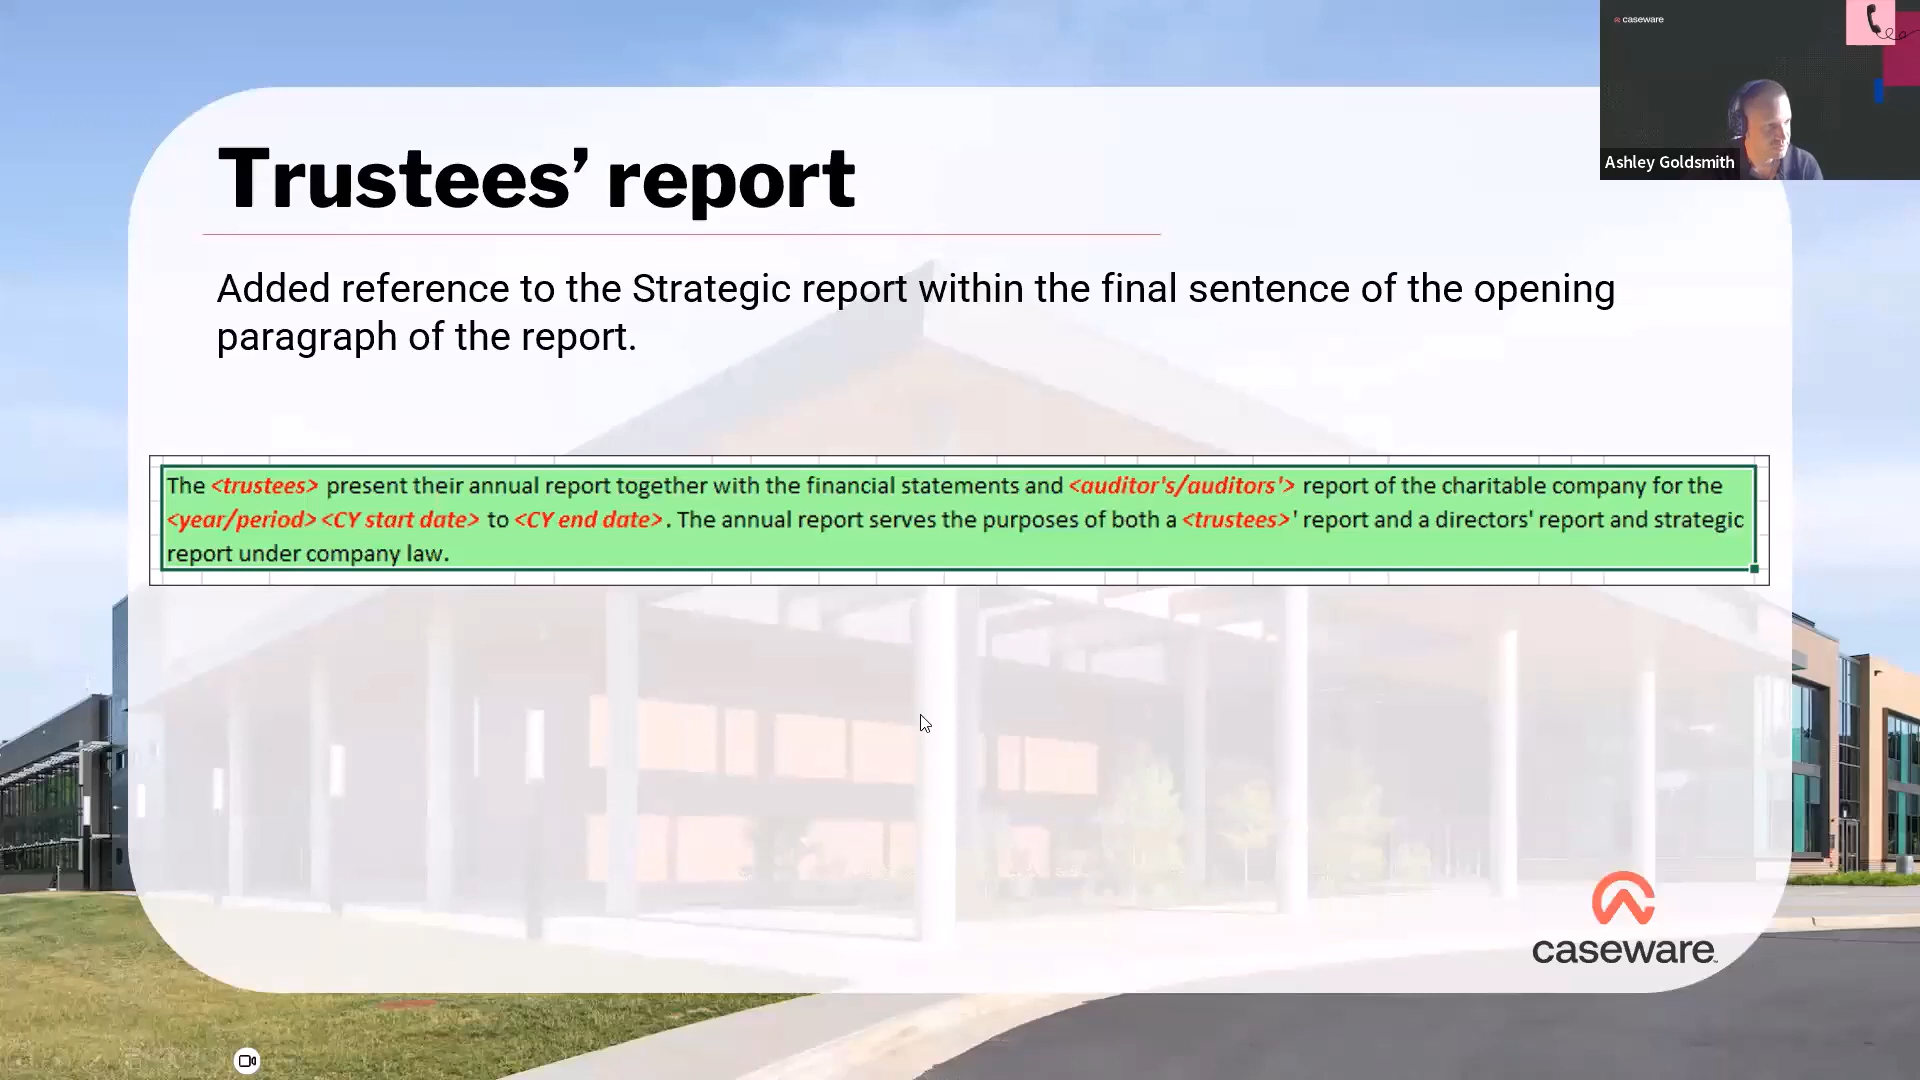 caseware
Ashley Goldsmith
Trustees’ report
Added reference to the Strategic report within the final sentence of the opening
paragraph of the report.
The <trustees> present their annual report together with the financial statements and <auditor's/auditors'> report of the charitable company for the
<year/period> <CY start date> to <CY end date>. The annual report serves the purposes of both a <trustees>' report and a directors' report and strategic
report under company law.
caseware